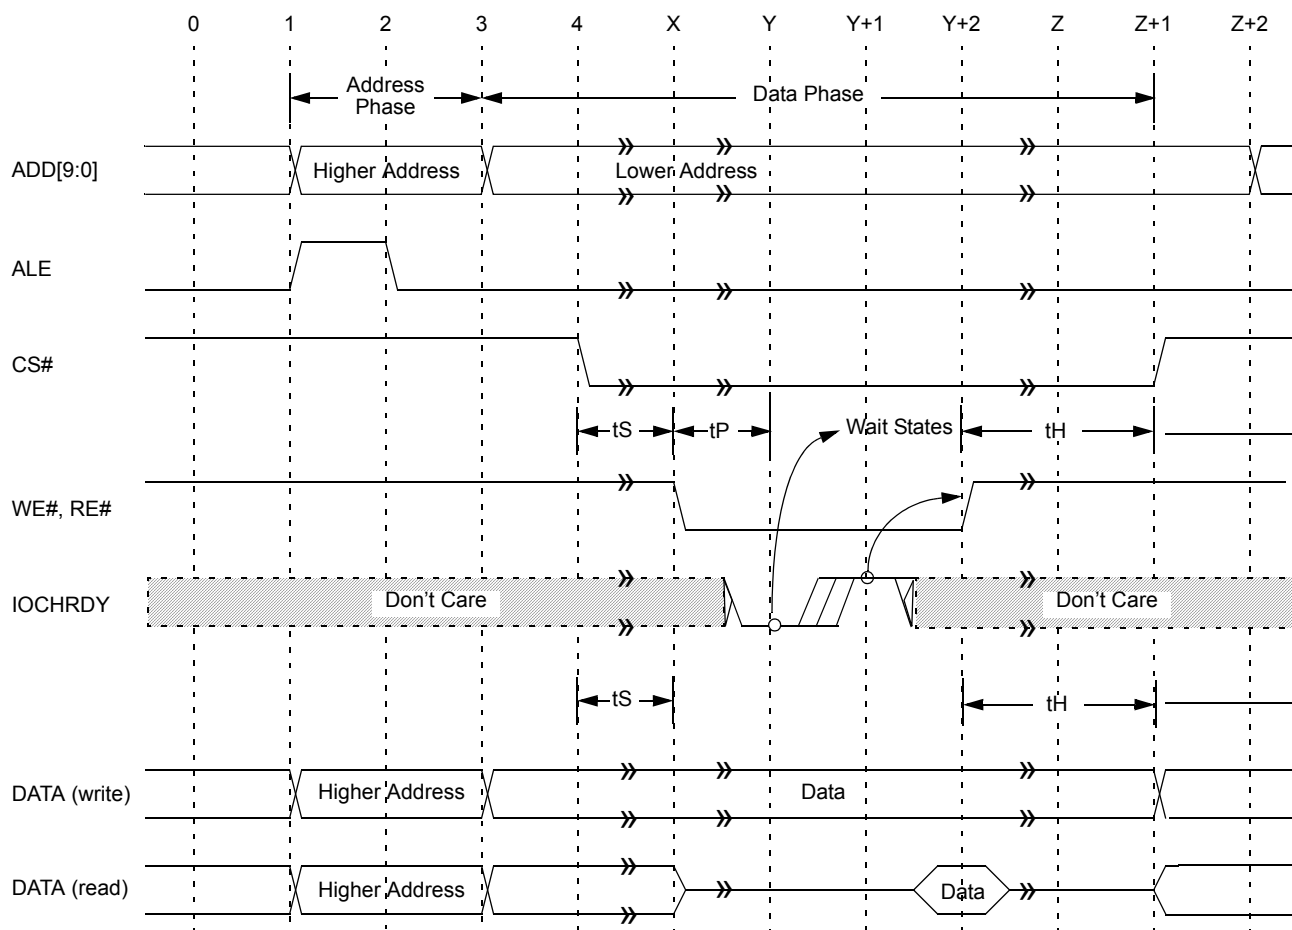 0 1 2 3 4 X Y Y+1 Y+2 Z Z+1 Z+2
Address
Phase
Data Phase
ADD[9:0]
Higher Address
Lower Address
ALE
CS#
tS
tP
Wait States
tH
WE#, RE#
IOCHRDY
Don't Care
Don't Care
tS
tH
DATA (write)
Higher Address
Data
DATA (read)
Higher Address
Data